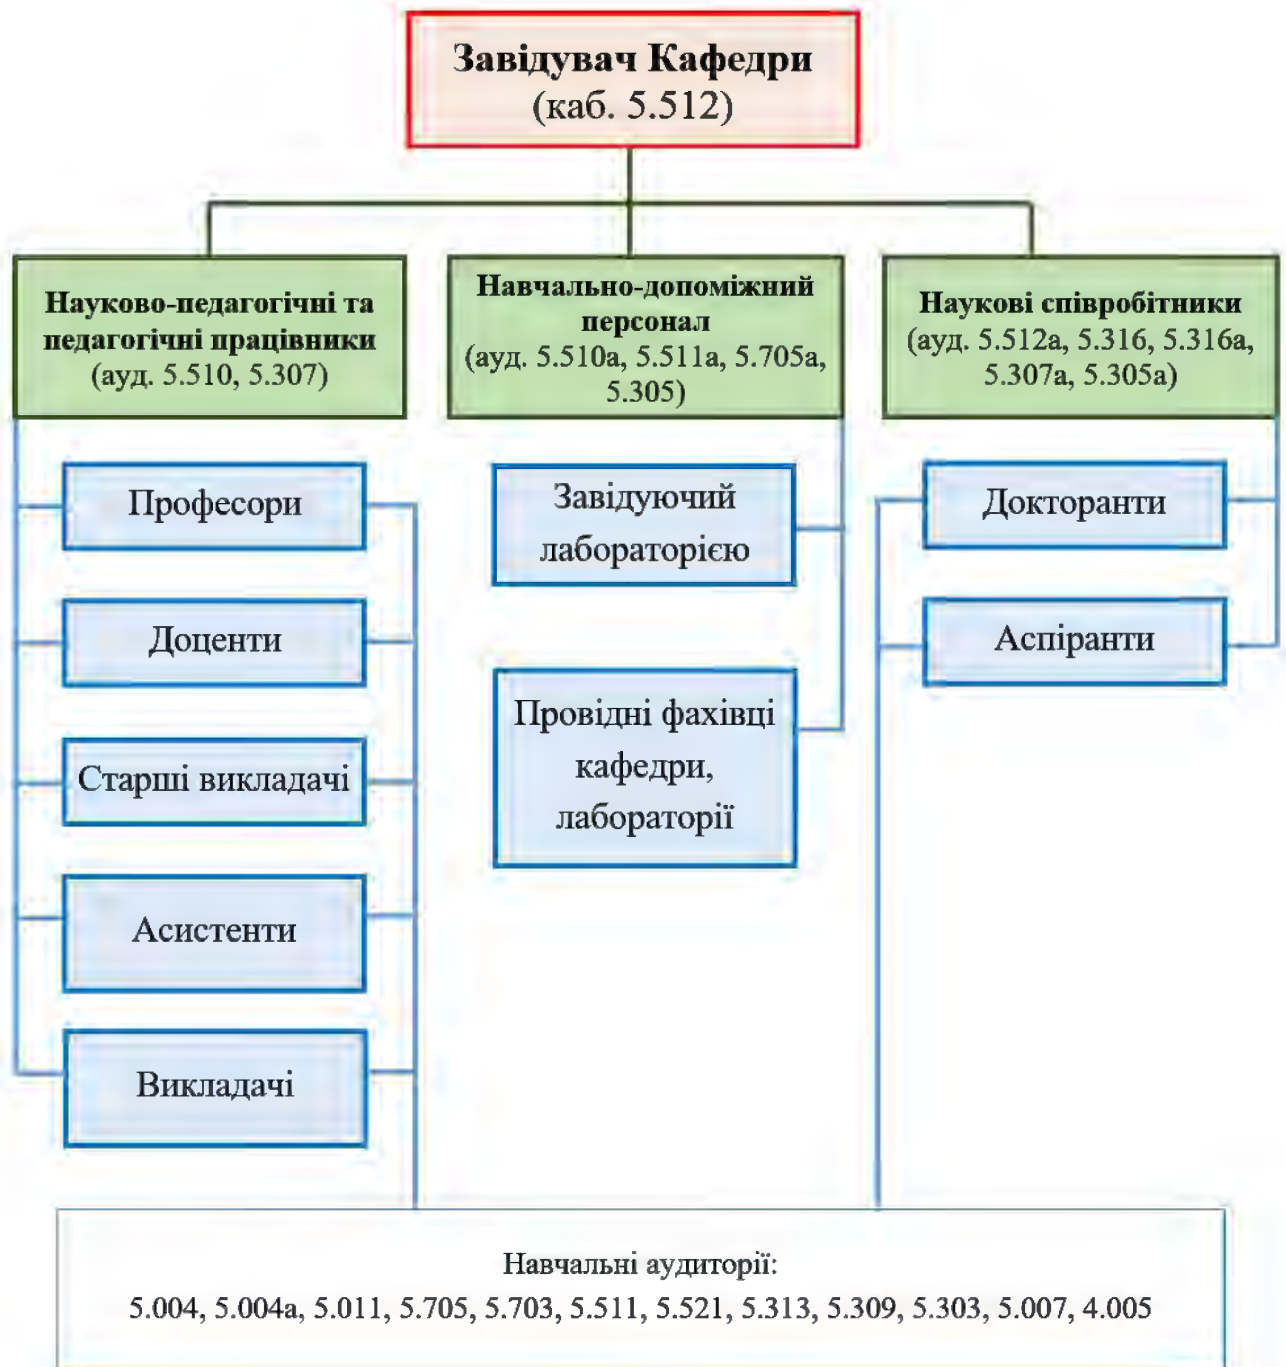 Завідувач Кафедри
(каб. 5.512)
Науково-педагогічні та
педагогічні працівники
(ауд. 5.510, 5.307)
Навчально-допоміжний
персонал
(ауд. 5.510а, 5.511а, 5.705а,
5.305)
Наукові співробітники
(ауд. 5.512а, 5.316, 5.316а,
5.307а, 5.305а)
Професори
Доценти
Старші викладачі
Асистенти
Викладачі
Завідуючий
лабораторією
Провідні фахівці
кафедри,
лабораторії
Докторанти
Аспіранти
Навчальні аудиторії:
5.004, 5.004а, 5.011, 5.705, 5.703, 5.511, 5.521, 5.313, 5.309, 5.303, 5.007, 4.005